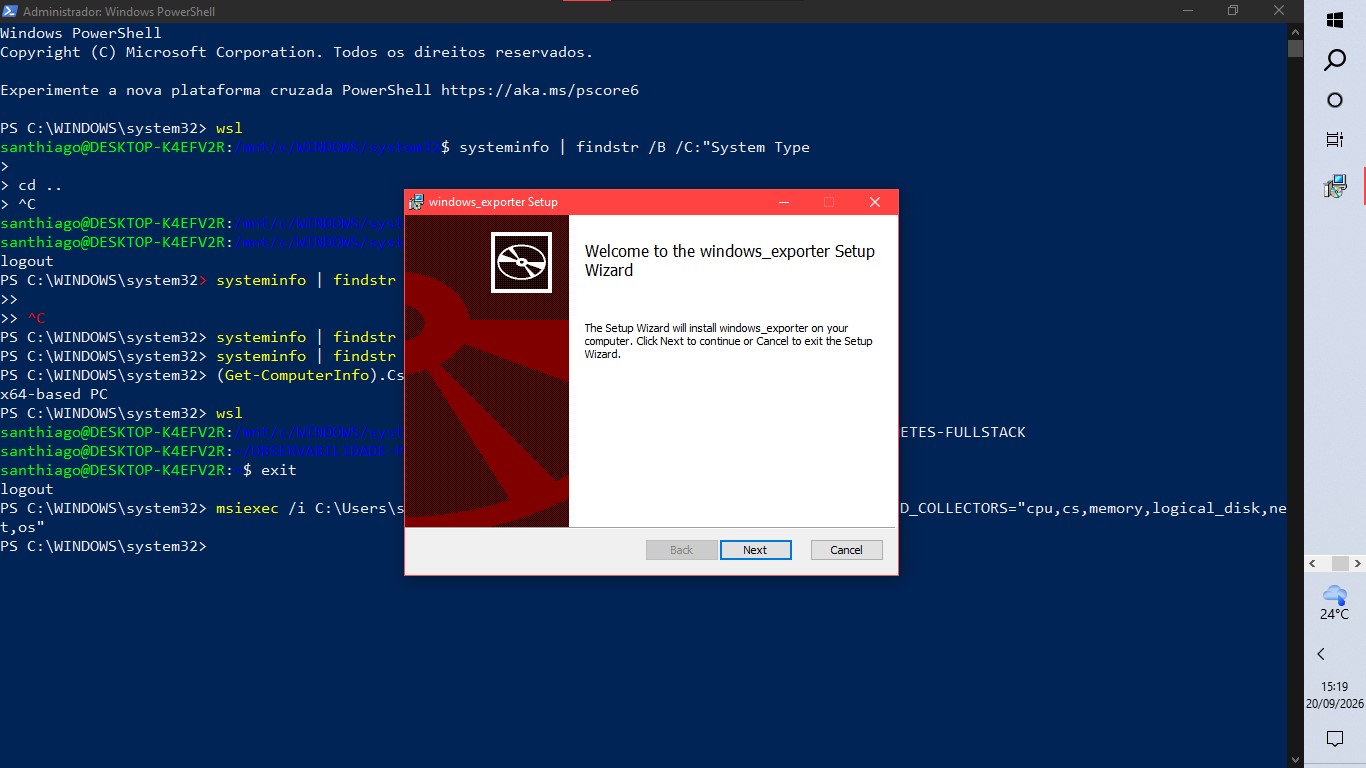 Administrador: Windows PowerShell
Windows PowerShell
Copyright (C) Microsoft Corporation. Todos os direitos reservados.
Experimente a nova plataforma cruzada PowerShell https://aka.ms/pscore6
PS C:\WINDOWS\system32> wsl
santhiago@DESKTOP-K4EFV2R:/mnt/c/WINDOWS/system32$ systeminfo | findstr /B /C:"System Type
>
> cd ..
> ^C
santhiago@DESKTOP-K4EFV2R:/mnt/c/WINDOWS/syst
santhiago@DESKTOP-K4EFV2R:/mnt/c/WINDOWS/syst
logout
PS C:\WINDOWS\system32> systeminfo | findstr
>>
>> ^C
PS C:\WINDOWS\system32> systeminfo | findstr
PS C:\WINDOWS\system32> systeminfo | findstr
PS C:\WINDOWS\system32> (Get-ComputerInfo).Cs
x64-based PC
PS C:\WINDOWS\system32> wsl
santhiago@DESKTOP-K4EFV2R:/mnt/c/WINDOWS/syst ETES-FULLSTACK
santhiago@DESKTOP-K4EFV2R:~/OBSERVABILIDADE-
santhiago@DESKTOP-K4EFV2R:~$ exit
logout
PS C:\WINDOWS\system32> msiexec /i C:\Users\s D_COLLECTORS="cpu,cs,memory,logical_disk,ne
t,os"
PS C:\WINDOWS\system32>
windows_exporter Setup
Welcome to the windows_exporter Setup
Wizard
The Setup Wizard will install windows_exporter on your
computer. Click Next to continue or Cancel to exit the Setup
Wizard.
Back
Next
Cancel
24°C
15:19
20/09/2026